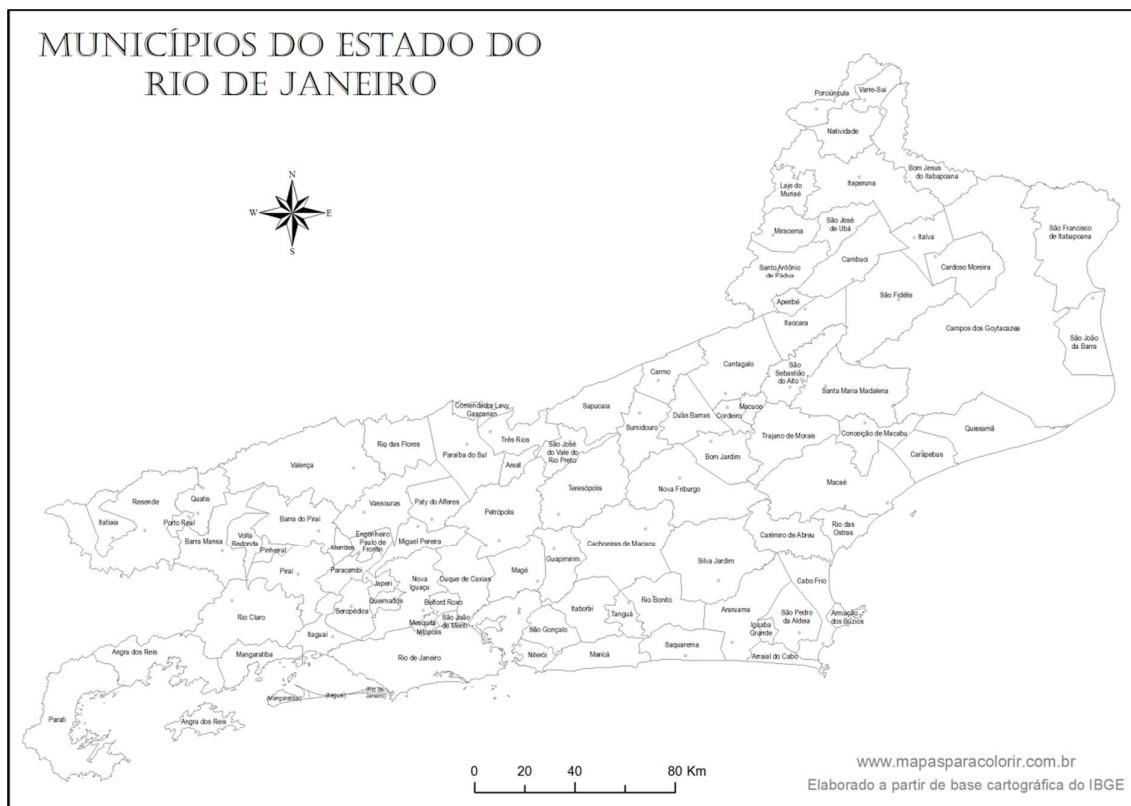 MUNICÍPIOS DO ESTADO DO
RIO DE JANEIRO
N
W
E
S
Porciúncula
Varre-Sai
Natividade
Bom Jesus
do Itabapoana
Laje do
Muriaé
Itaperuna
São José
de Ubá
Miracema
Italva
São Francisco
de Itabapoana
Cambuci
Santo Antônio
de Pádua
Cardoso Moreira
Aperibé
São Fidélis
Itaocara
Campos dos Goytacazes
São João
da Barra
Cantagalo
São
Sebastião
do Alto
Carmo
Santa Maria Madalena
Comendador Levy
Gasparian
Sapucaia
Macuco
Duas Barras
Cordeiro
Sumidouro
Trajano de Morais
Conceição de Macabu
Quissamã
Rio das Flores
Três Rios
São José
do Vale do
Rio Preto
Paraíba do Sul
Bom Jardim
Carapebus
Valença
Areal
Macaé
Teresópolis
Nova Friburgo
Resende
Quatis
Vassouras
Paty do Alferes
Petrópolis
Itatiaia
Porto Real
Barra do Piraí
Rio das
Ostras
Barra Mansa
Volta
Redonda
Engenheiro
Paulo de
Frontin
Miguel Pereira
Casimiro de Abreu
Pinheiral
Mendes
Cachoeiras de Macacu
Guapimirim
Silva Jardim
Piraí
Paracambi
Magé
Japeri
Nova
Iguaçu
Duque de Caxias
Cabo Frio
Queimados
Belford Roxo
Rio Bonito
Rio Claro
Seropédica
Itaboraí
Tanguá
Araruama
São Pedro
da Aldeia
Armação
dos Búzios
Mesquita
São João
de Meriti
Nilópolis
São Gonçalo
Iguaba
Grande
Itaguaí
Saquarema
Angra dos Reis
Mangaratiba
Rio de Janeiro
Niterói
Maricá
Arraial do Cabo
(Mangaratiba)
(Itaguaí)
(Rio de
Janeiro)
Parati
Angra dos Reis
0 20 40 80 Km
www.mapasparacolorir.com.br
Elaborado a partir de base cartográfica do IBGE